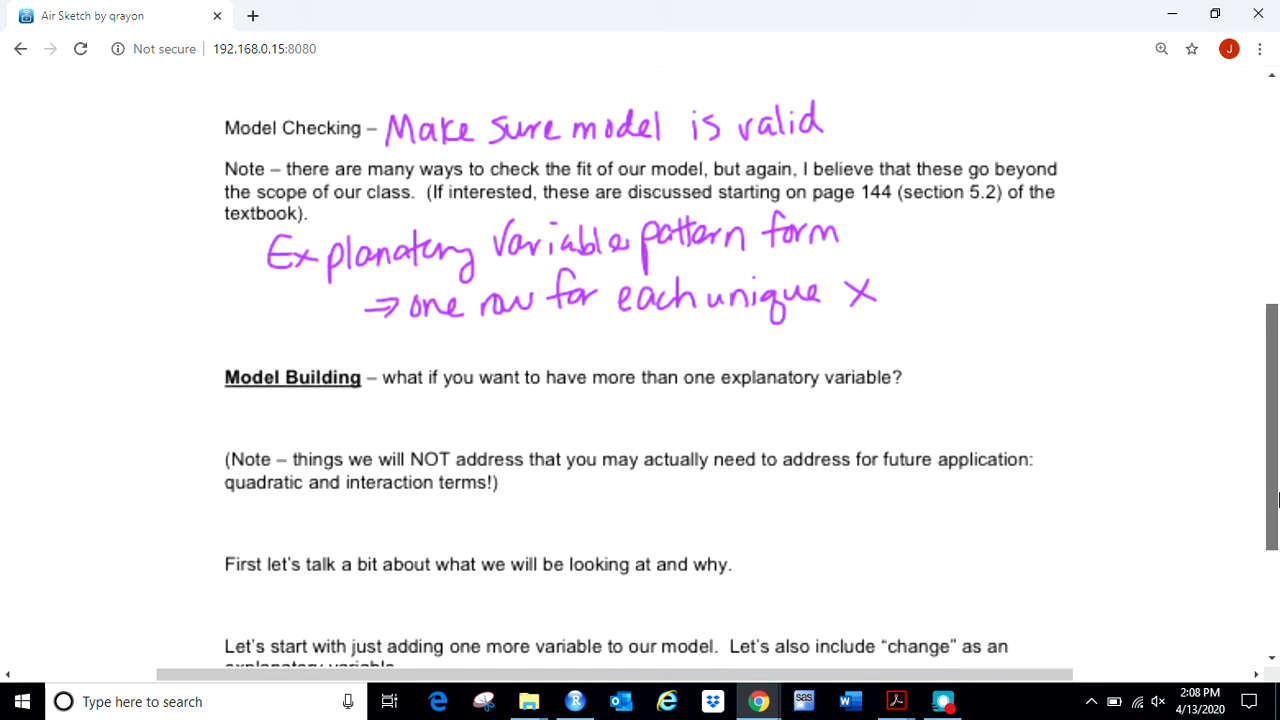 Air Sketch by qrayon
Not secure
192.168.0.15:8080
J
Model Checking – Make sure model is valid
Note – there are many ways to check the fit of our model, but again, I believe that these go beyond
the scope of our class. (If interested, these are discussed starting on page 144 (section 5.2) of the
textbook).
Explanatory Variable pattern form
⇒ one row for each unique X
Model Building – what if you want to have more than one explanatory variable?
(Note – things we will NOT address that you may actually need to address for future application:
quadratic and interaction terms!)
First let's talk a bit about what we will be looking at and why.
Let's start with just adding one more variable to our model. Let's also include “change” as an
explanatory variable
Type here to search
2:08 PM
4/13/2020